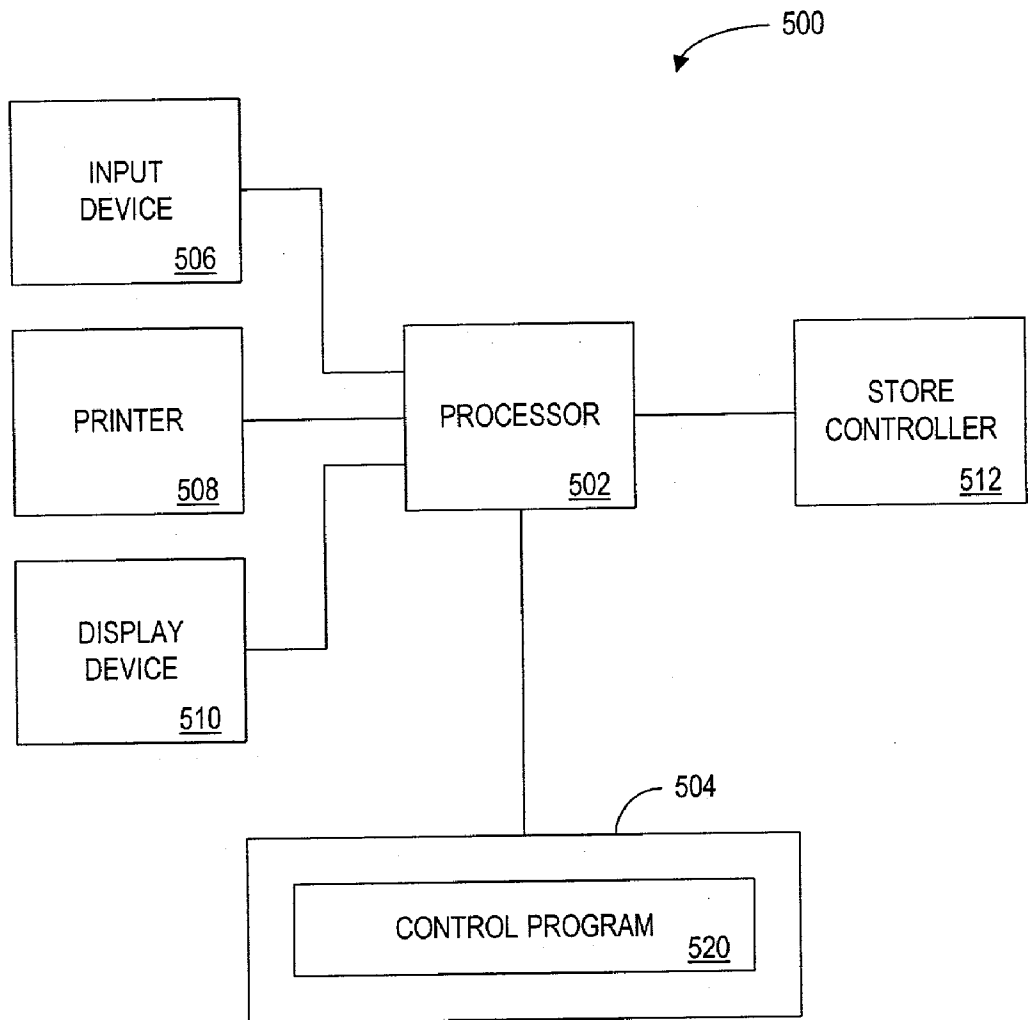 500
INPUT
DEVICE
506
PRINTER
508
DISPLAY
DEVICE
510
PROCESSOR
502
STORE
CONTROLLER
512
504
CONTROL PROGRAM
520